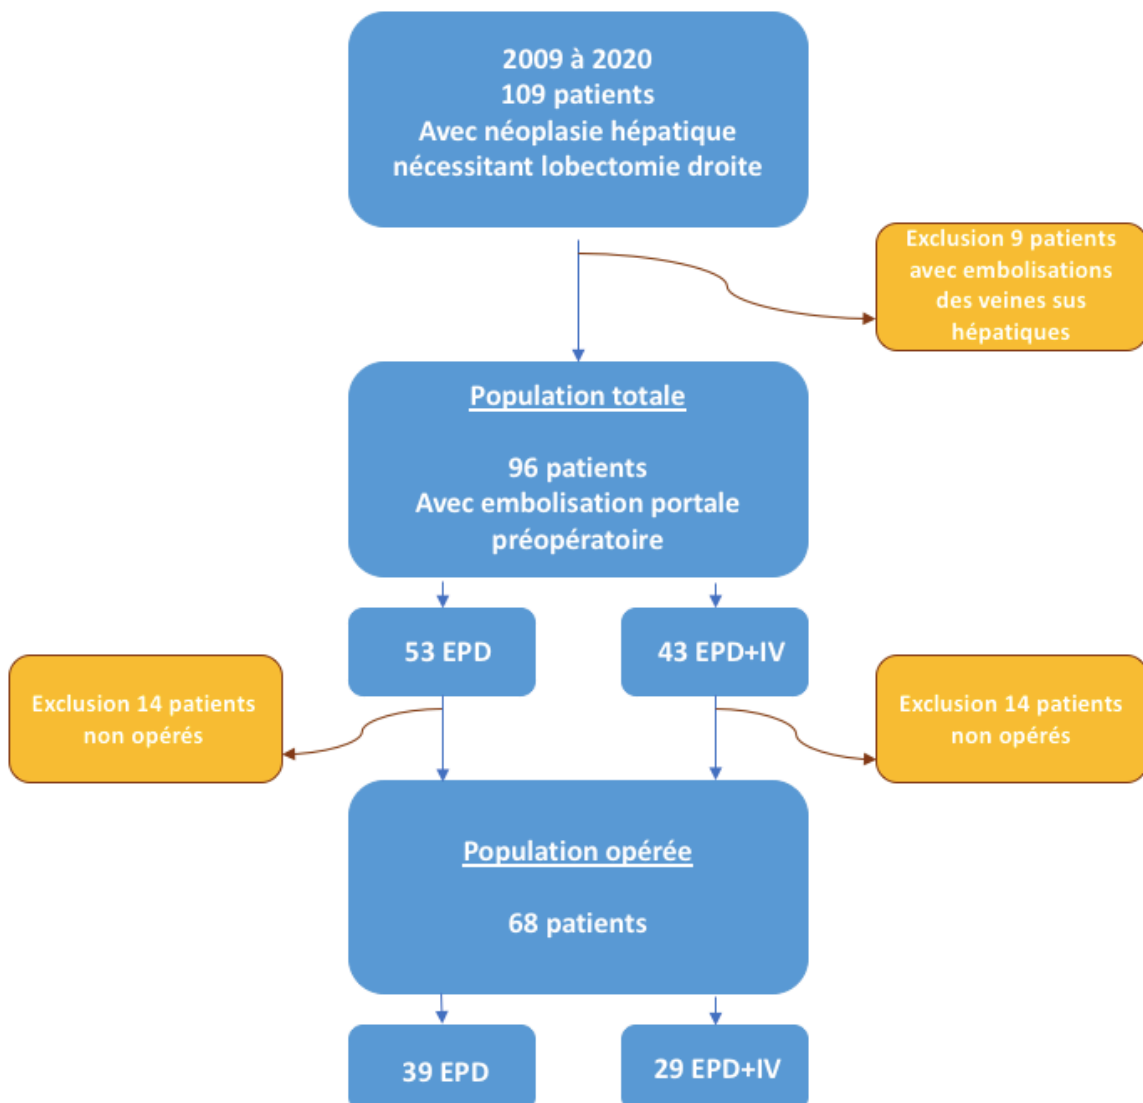 2009 à 2020
109 patients
Avec néoplasie hépatique
nécessitant lobectomie droite
Exclusion 9 patients
avec embolisations
des veines sus
hépatiques
Population totale
96 patients
Avec embolisation portale
préopératoire
53 EPD
43 EPD+IV
Exclusion 14 patients
non opérés
Exclusion 14 patients
non opérés
Population opérée
68 patients
39 EPD
29 EPD+IV